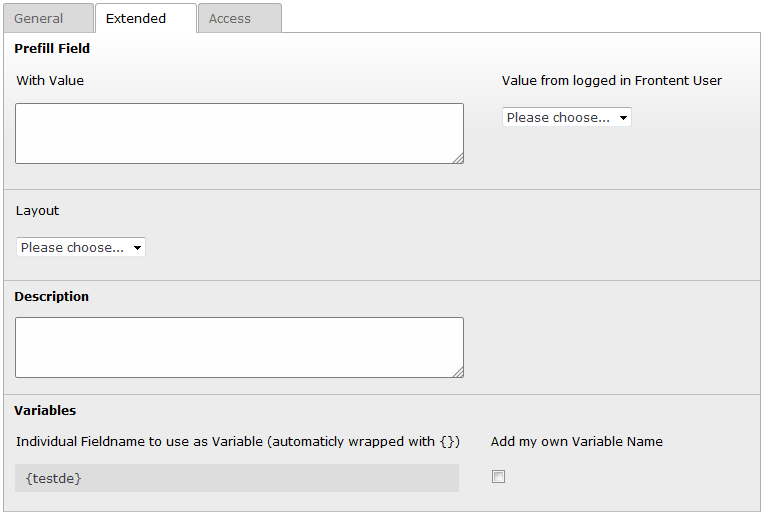 General Extended Access
Prefill Field
With Value Value from logged in Frontent User
Please choose...
Layout
Please choose...
Description
Variables
Individual Fieldname to use as Variable (automaticly wrapped with {}) Add my own Variable Name
{testde}